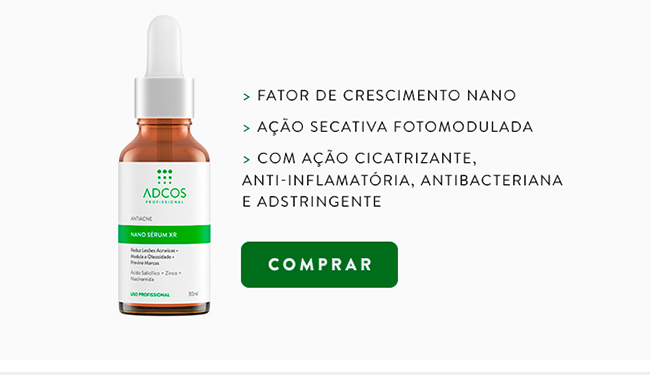 ADCOS
PROFISSIONAL
ANTIACNE
NANO SÉRUM XR
Reduz Lesões Acneicas •
Modula a Oleosidade •
Previne Marcas
Ácido Salicílico + Zinco +
Niacinamida
USO PROFISSIONAL 30ml
> FATOR DE CRESCIMENTO NANO
> AÇÃO SECATIVA FOTOMODULADA
> COM AÇÃO CICATRIZANTE,
ANTI-INFLAMATÓRIA, ANTIBACTERIANA
E ADSTRINGENTE
COMPRAR